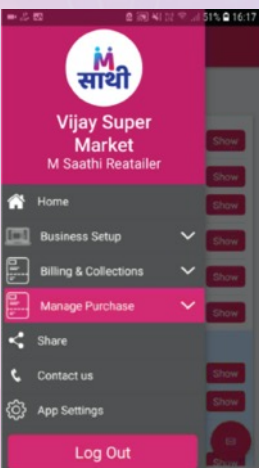 51% 16:17
M
साथी
Vijay Super
Market
M Saathi Reatailer
Show
Show
Home
Show
Business Setup
Show
Billing & Collections
Show
Manage Purchase
Show
Share
Contact us
Show
App Settings
Show
Log Out
Show